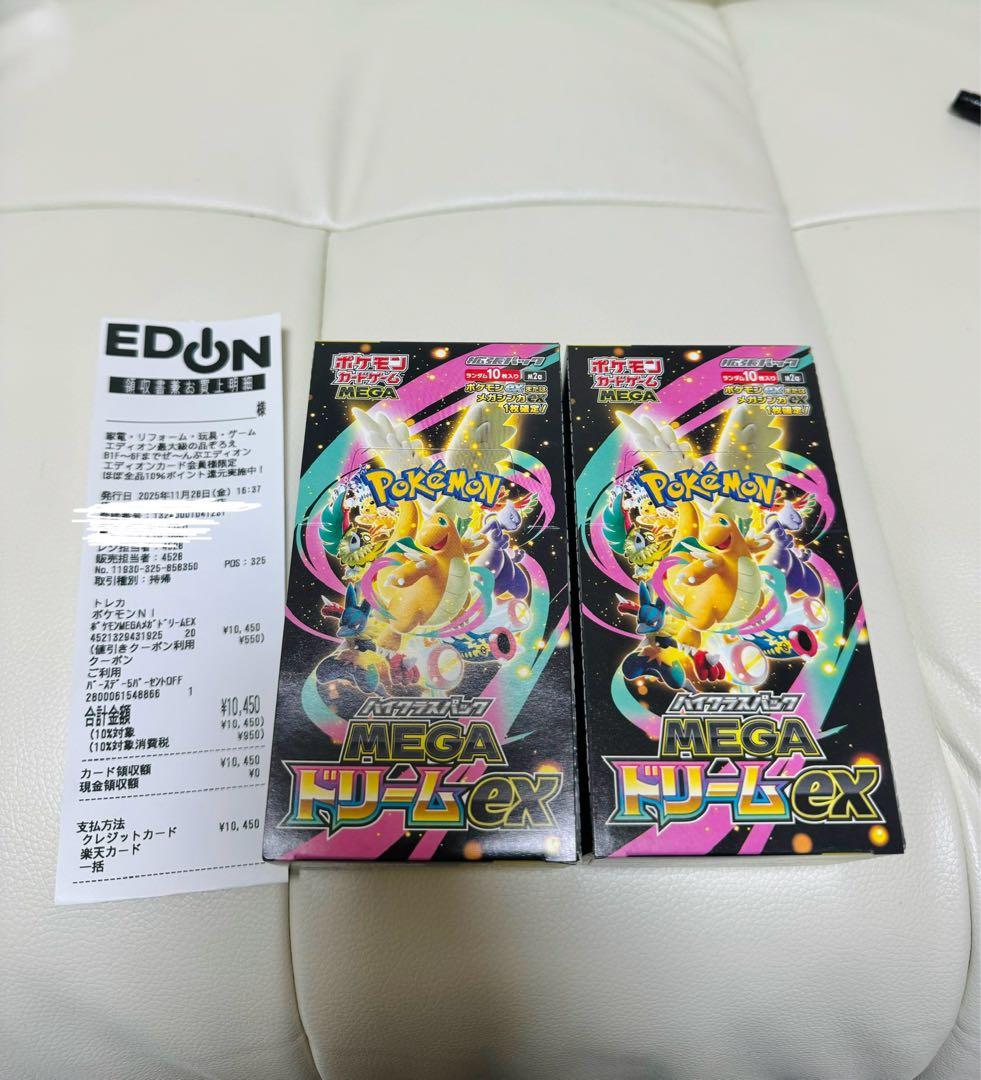 EDION
領収書兼お買上明細
様
家電・リフォーム・玩具・ゲーム
エディオン最大級の品ぞろえ
B1F～6Fまでぜ～んぶエディオン
エディオンカード会員様限定
ほぼ全品10%ポイント還元実施中！
発行日 2025年11月28日(金) 16:37
レジ担当者：4528
販売担当者：4528
No.11930-325-858350 POS：325
取引種別：持帰
トレカ
ポケモンNI
ﾎﾟｹﾓﾝMEGAﾒｶﾞﾄﾞﾘｰﾑEX ¥10,450
4521329431925 20 ¥550)
(値引きクーポン利用
クーポン
ご利用
ﾊﾞｰｽﾃﾞｰ5ﾊﾟｰｾﾝﾄOFF
2800061548866 1
合計金額 ¥10,450
(10%対象 ¥10,450)
(10%対象消費税 ¥950)
カード領収額 ¥10,450
現金領収額 ¥0
支払方法
クレジットカード ¥10,450
楽天カード
一括
ポケモン
カードゲーム
MEGA
拡張パック
ランダム10枚入り M2a
ポケモンexまたは
メガシンカex
1枚確定！
POKéMON
ハイクラスパック
MEGA
ドリームex
ポケモン
カードゲーム
MEGA
拡張パック
ランダム10枚入り M2a
ポケモンexまたは
メガシンカex
1枚確定！
POKéMON
ハイクラスパック
MEGA
ドリームex